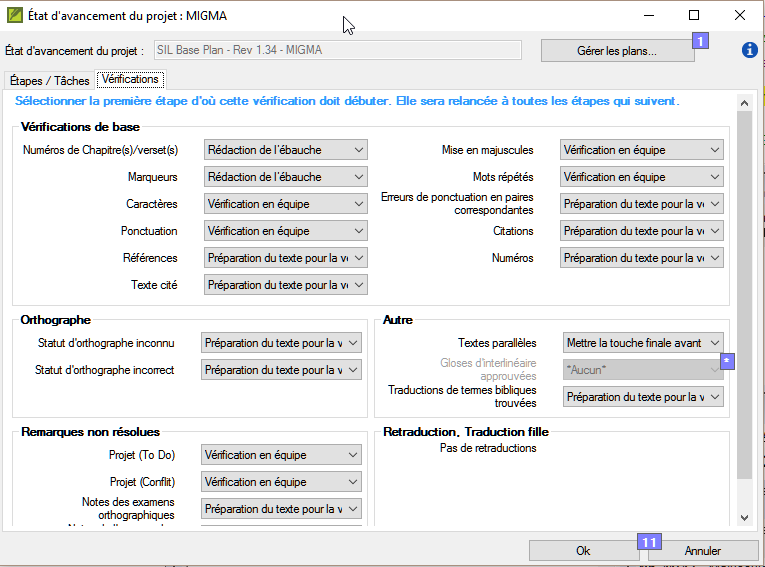 État d'avancement du projet : MIGMA
État d'avancement du projet :
SIL Base Plan - Rev 1.34 - MIGMA
Gérer les plans...
1
Étapes / Tâches
Vérifications
Sélectionner la première étape d'où cette vérification doit débuter. Elle sera relancée à toutes les étapes qui suivent.
Vérifications de base
Numéros de Chapitre(s)/verset(s)
Rédaction de l'ébauche
Mise en majuscules
Vérification en équipe
Marqueurs
Rédaction de l'ébauche
Mots répétés
Vérification en équipe
Caractères
Vérification en équipe
Erreurs de ponctuation en paires
correspondantes
Préparation du texte pour la v
Ponctuation
Vérification en équipe
Citations
Préparation du texte pour la v
Références
Préparation du texte pour la v
Numéros
Préparation du texte pour la v
Texte cité
Préparation du texte pour la v
Orthographe
Statut d'orthographe inconnu
Préparation du texte pour la v
Statut d'orthographe incorrect
Préparation du texte pour la v
Autre
Textes parallèles
Mettre la touche finale avant
Gloses d'interlinéaire
approuvées
*Aucun*
*
Traductions de termes bibliques
trouvées
Préparation du texte pour la v
Remarques non résolues
Projet (To Do)
Vérification en équipe
Projet (Conflit)
Vérification en équipe
Notes des examens
orthographiques
Préparation du texte pour la v
Retraduction, Traduction fille
Pas de retraductions
Ok
11
Annuler